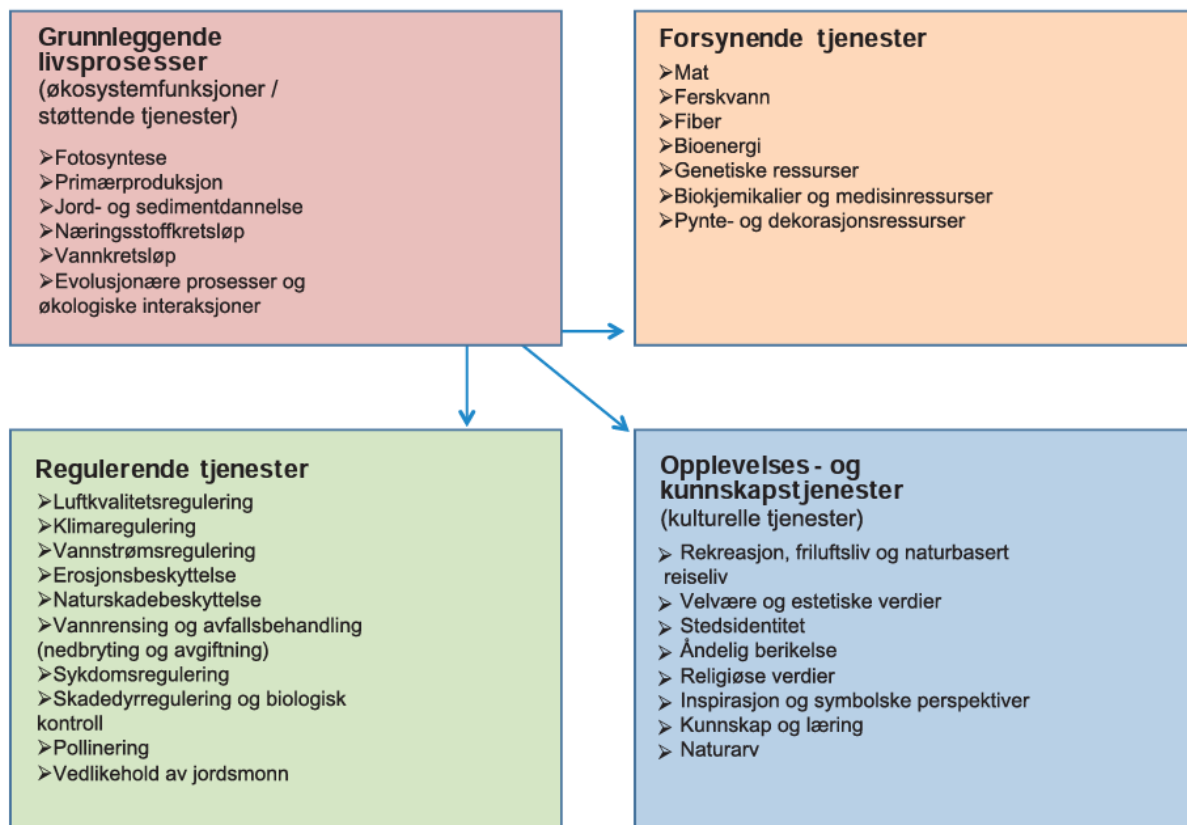 Grunnleggende
livsprosesser
(økosystemfunksjoner /
støttende tjenester)
➢Fotosyntese
➢Primærproduksjon
➢Jord- og sedimentdannelse
➢Næringsstoffkretsløp
➢Vannkretsløp
➢Evolusjonære prosesser og
økologiske interaksjoner
Forsynende tjenester
➢Mat
➢Ferskvann
➢Fiber
➢Bioenergi
➢Genetiske ressurser
➢Biokjemikalier og medisinressurser
➢Pynte- og dekorasjonsressurser
Regulerende tjenester
➢Luftkvalitetsregulering
➢Klimaregulering
➢Vannstrømsregulering
➢Erosjonsbeskyttelse
➢Naturskadebeskyttelse
➢Vannrensing og avfallsbehandling
(nedbryting og avgiftning)
➢Sykdomsregulering
➢Skadedyrregulering og biologisk
kontroll
➢Pollinering
➢Vedlikehold av jordsmonn
Opplevelses- og
kunnskapstjenester
(kulturelle tjenester)
➢ Rekreasjon, friluftsliv og naturbasert
reiseliv
➢ Velvære og estetiske verdier
➢ Stedsidentitet
➢ Åndelig berikelse
➢ Religiøse verdier
➢ Inspirasjon og symbolske perspektiver
➢ Kunnskap og læring
➢ Naturarv